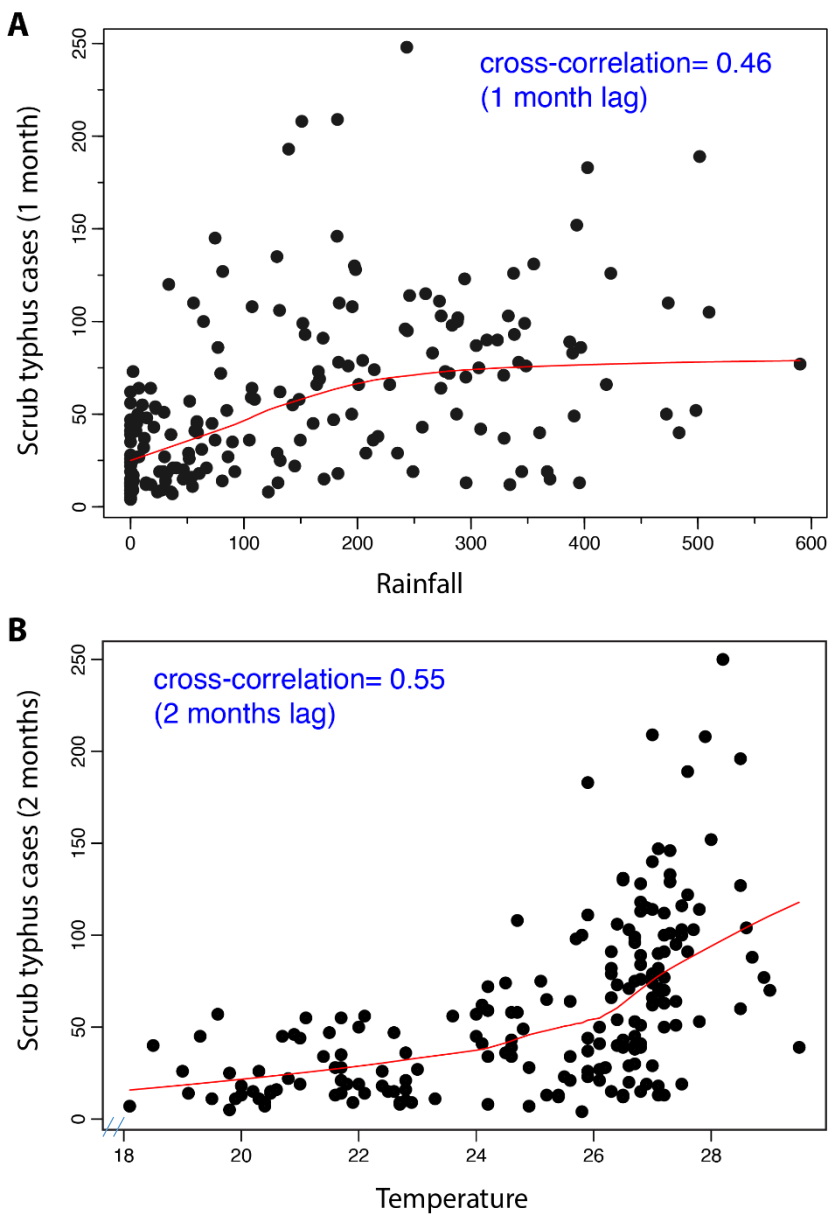 A
cross-correlation= 0.46
(1 month lag)
Scrub typhus cases (1 month)
250
200
150
100
50
0
0 100 200 300 400 500 600
Rainfall
B
cross-correlation= 0.55
(2 months lag)
Scrub typhus cases (2 months)
250
200
150
100
50
0
18 20 22 24 26 28
Temperature